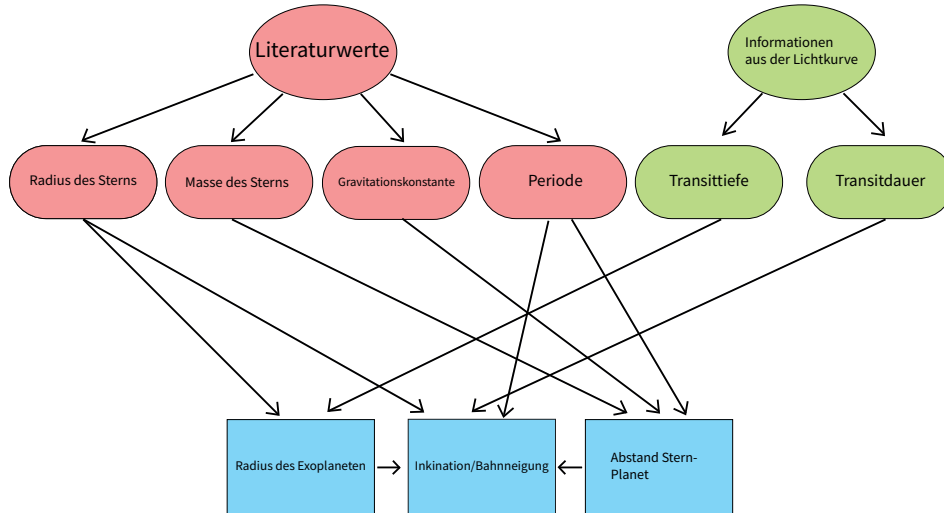 Literaturwerte
Informationen
aus der Lichtkurve
Radius des Sterns
Masse des Sterns
Gravitationskonstante
Periode
Transittiefe
Transitdauer
Radius des Exoplaneten
Inkination/Bahnneigung
Abstand Stern-
Planet